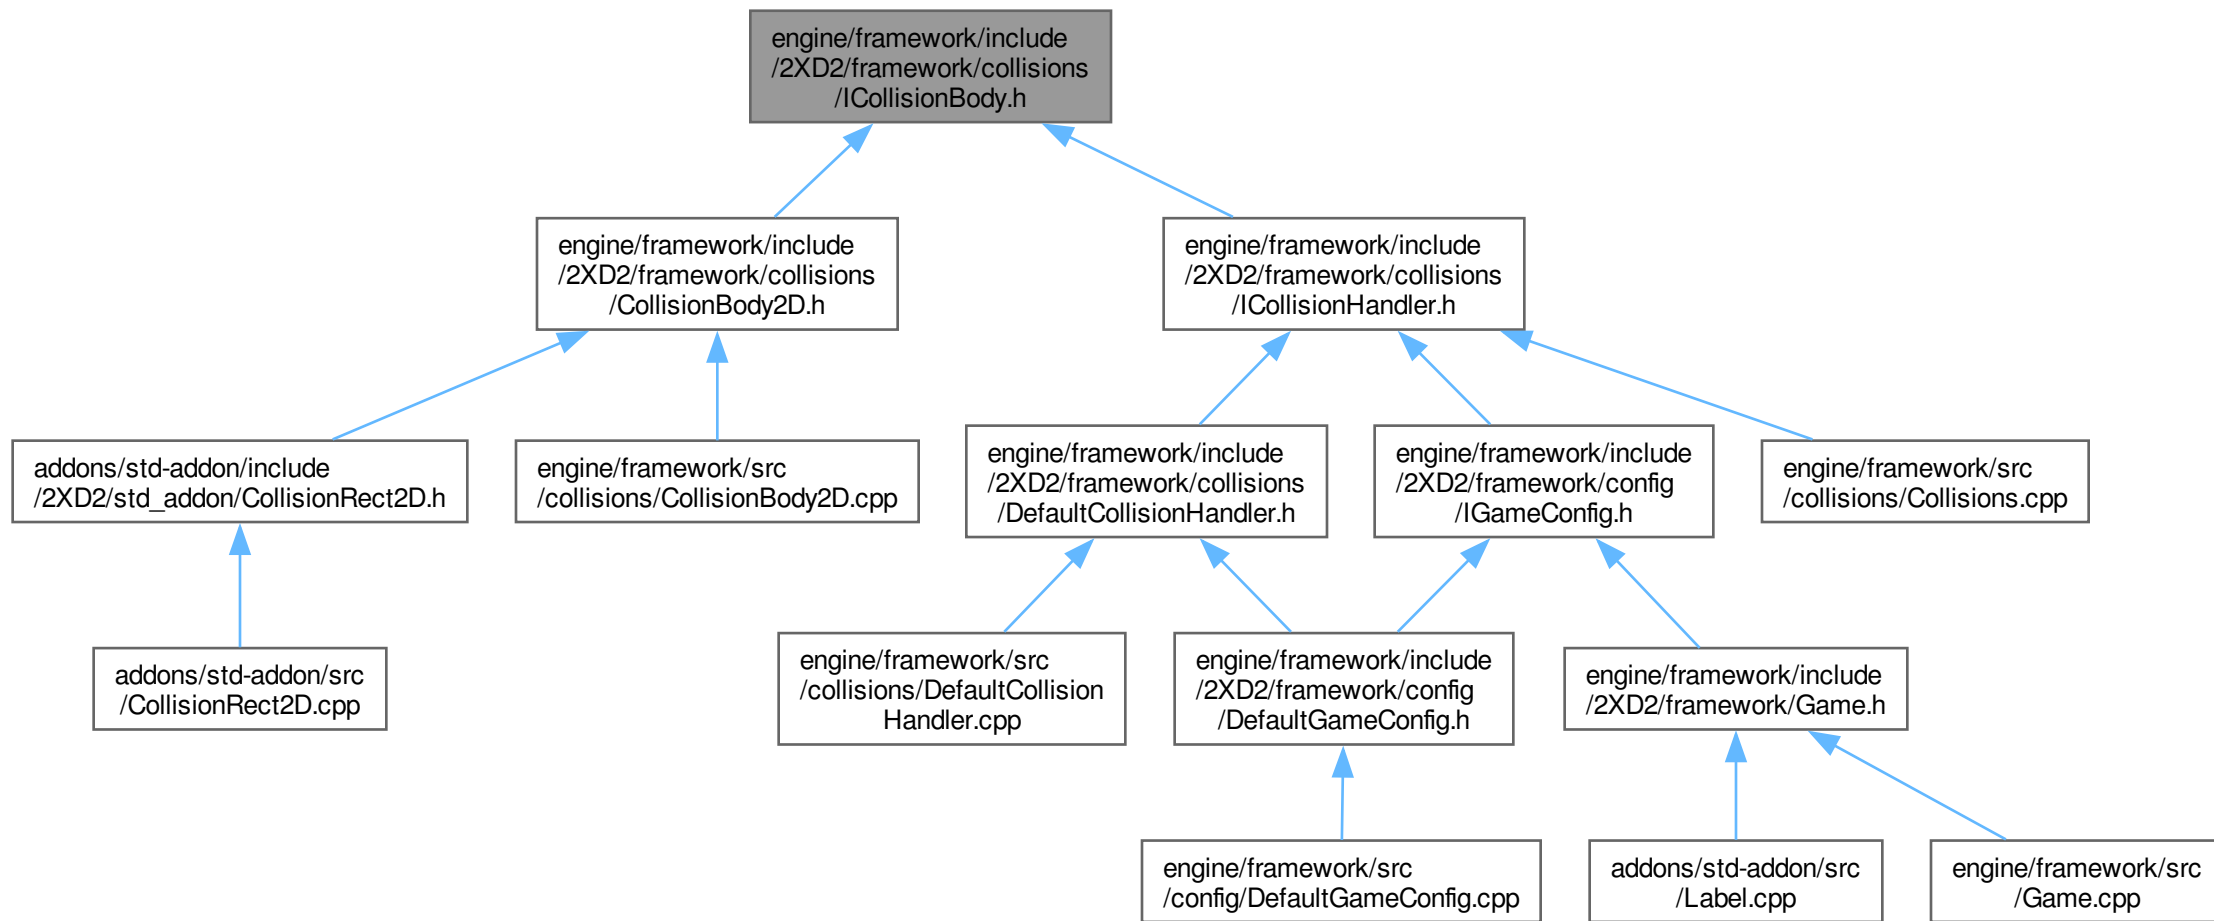 engine/framework/include
/2XD2/framework/collisions
/ICollisionBody.h
engine/framework/include
/2XD2/framework/collisions
/CollisionBody2D.h
engine/framework/include
/2XD2/framework/collisions
/ICollisionHandler.h
addons/std-addon/include
/2XD2/std_addon/CollisionRect2D.h
engine/framework/src
/collisions/CollisionBody2D.cpp
engine/framework/include
/2XD2/framework/collisions
/DefaultCollisionHandler.h
engine/framework/include
/2XD2/framework/config
/IGameConfig.h
engine/framework/src
/collisions/Collisions.cpp
addons/std-addon/src
/CollisionRect2D.cpp
engine/framework/src
/collisions/DefaultCollision
Handler.cpp
engine/framework/include
/2XD2/framework/config
/DefaultGameConfig.h
engine/framework/include
/2XD2/framework/Game.h
engine/framework/src
/config/DefaultGameConfig.cpp
addons/std-addon/src
/Label.cpp
engine/framework/src
/Game.cpp